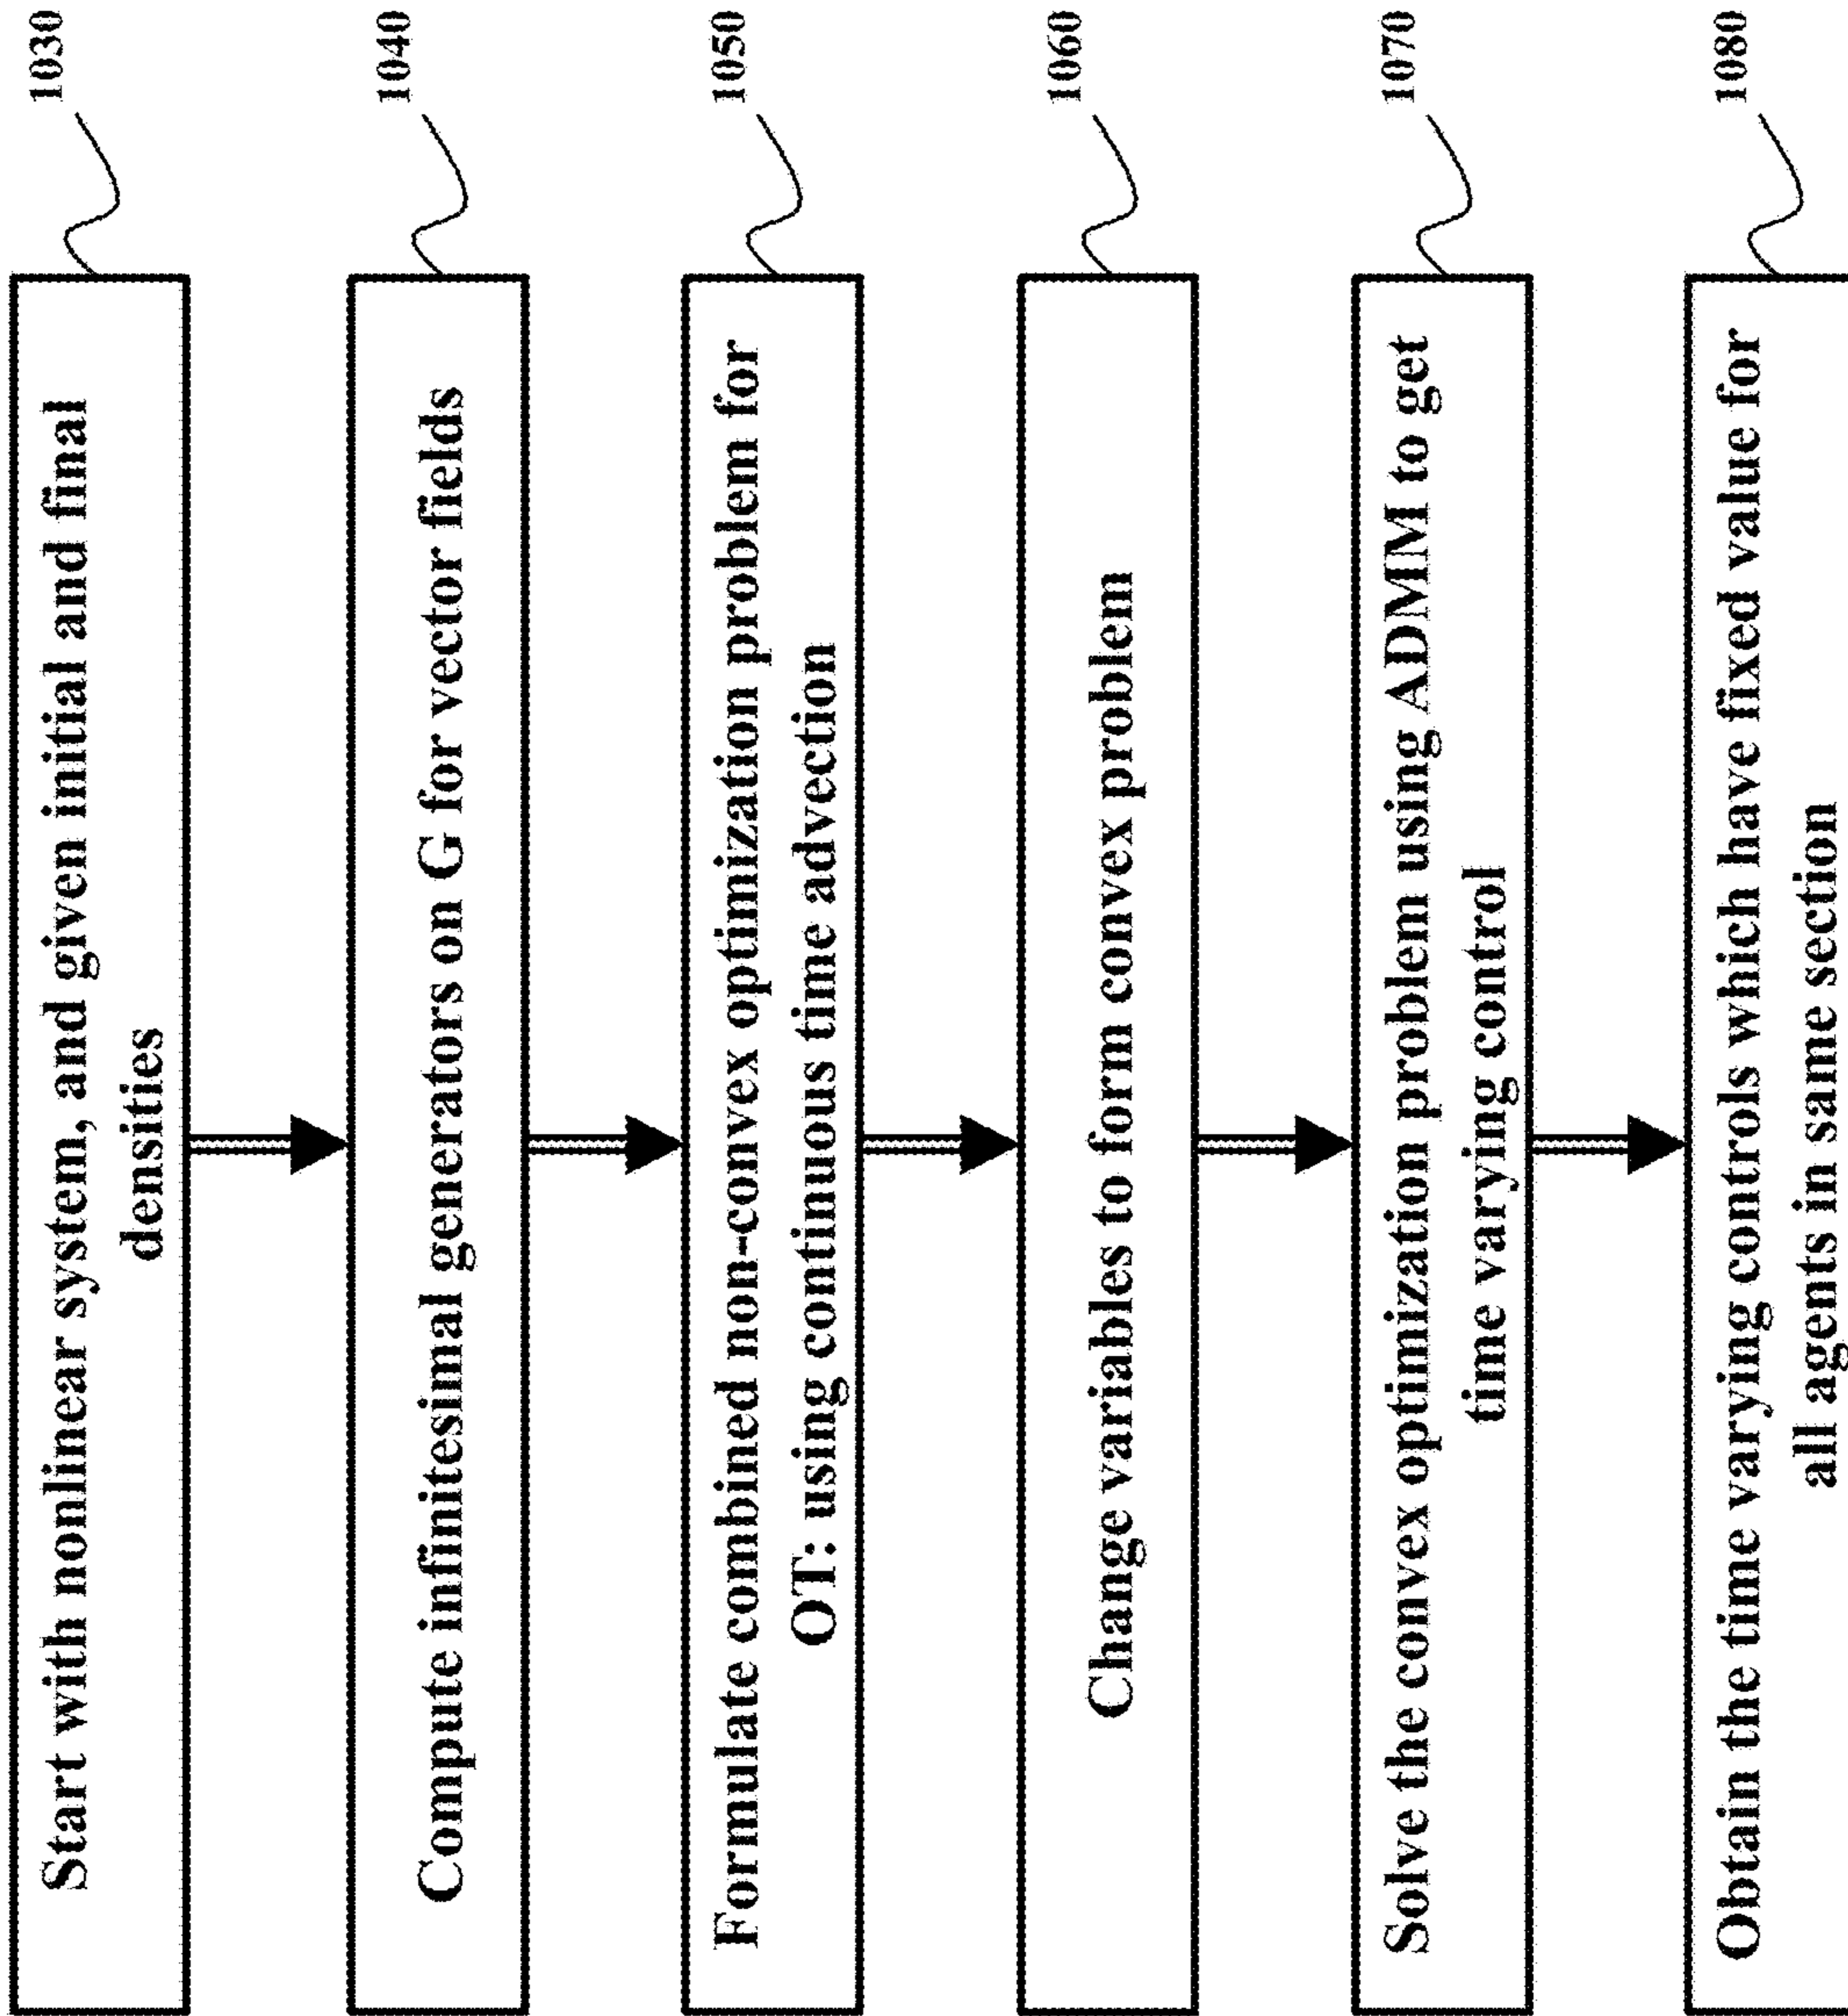 Start with nonlinear system, and given initial and final
densities
1030
Compute infinitesimal generators on G for vector fields
1040
Formulate combined non-convex optimization problem for
OT: using continuous time advection
1050
Change variables to form convex problem
1060
Solve the convex optimization problem using ADMM to get
time varying control
1070
Obtain the time varying controls which have fixed value for
all agents in same section
1080